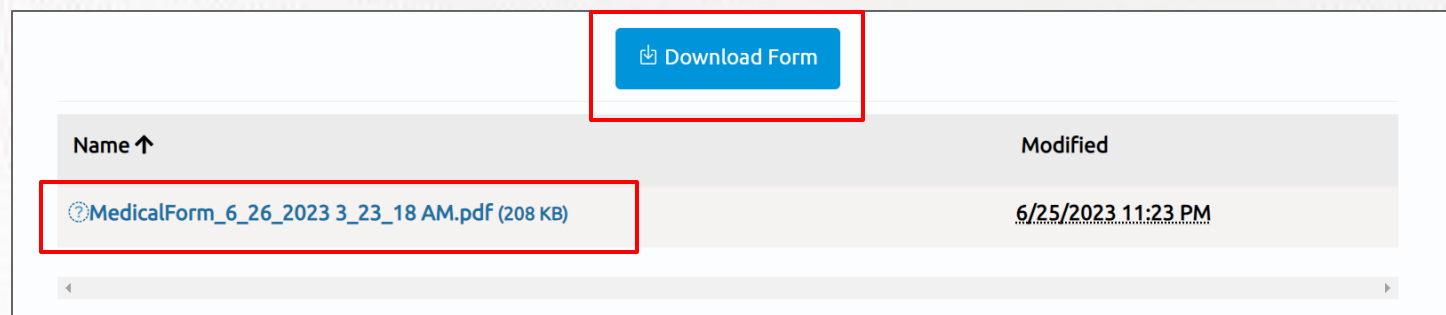 Download Form
Name Modified
MedicalForm_6_26_2023 3_23_18 AM.pdf (208 KB) 6/25/2023 11:23 PM